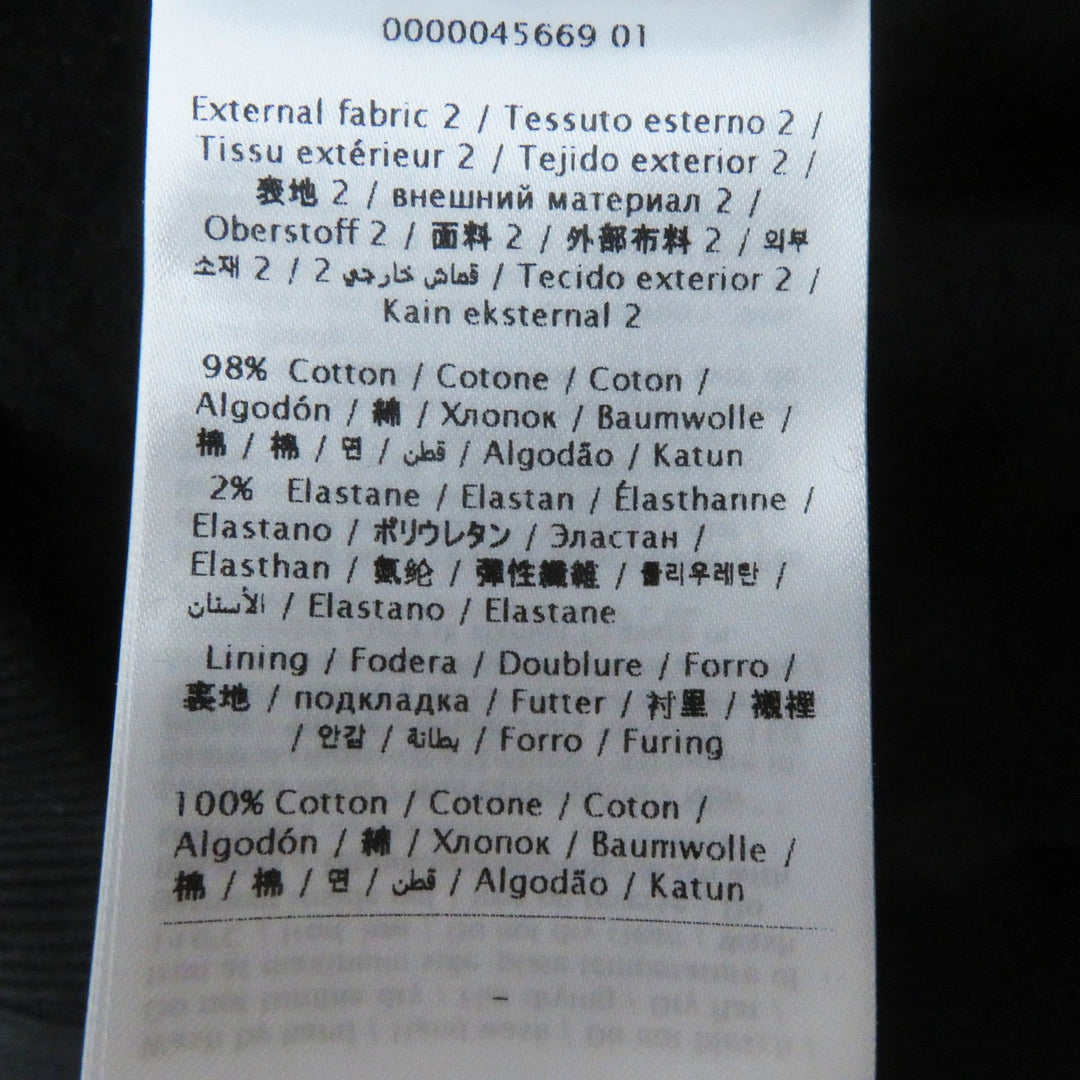 0000045669 01
External fabric 2 / Tessuto esterno 2 /
Tissu extérieur 2 / Tejido exterior 2 /
表地 2 / внешний материал 2 /
Oberstoff 2 / 面料 2 / 外部布料 2 / 외부
소재 2 / 2 قماش خارجي / Tecido exterior 2 /
Kain eksternal 2
98% Cotton / Cotone / Coton /
Algodón / 綿 / Хлопок / Baumwolle /
棉 / 棉 / 면 / قطن / Algodão / Katun
2% Elastane / Elastan / Élasthanne /
Elastano / ポリウレタン / Эластан /
Elasthan / 氨纶 / 彈性纖維 / 폴리우레탄 /
الأستان / Elastano / Elastane
Lining / Fodera / Doublure / Forro /
裏地 / подкладка / Futter / 衬里 / 襯裡
/ 안감 / بطانة / Forro / Furing
100% Cotton / Cotone / Coton /
Algodón / 綿 / Хлопок / Baumwolle /
棉 / 棉 / 면 / قطن / Algodão / Katun
-